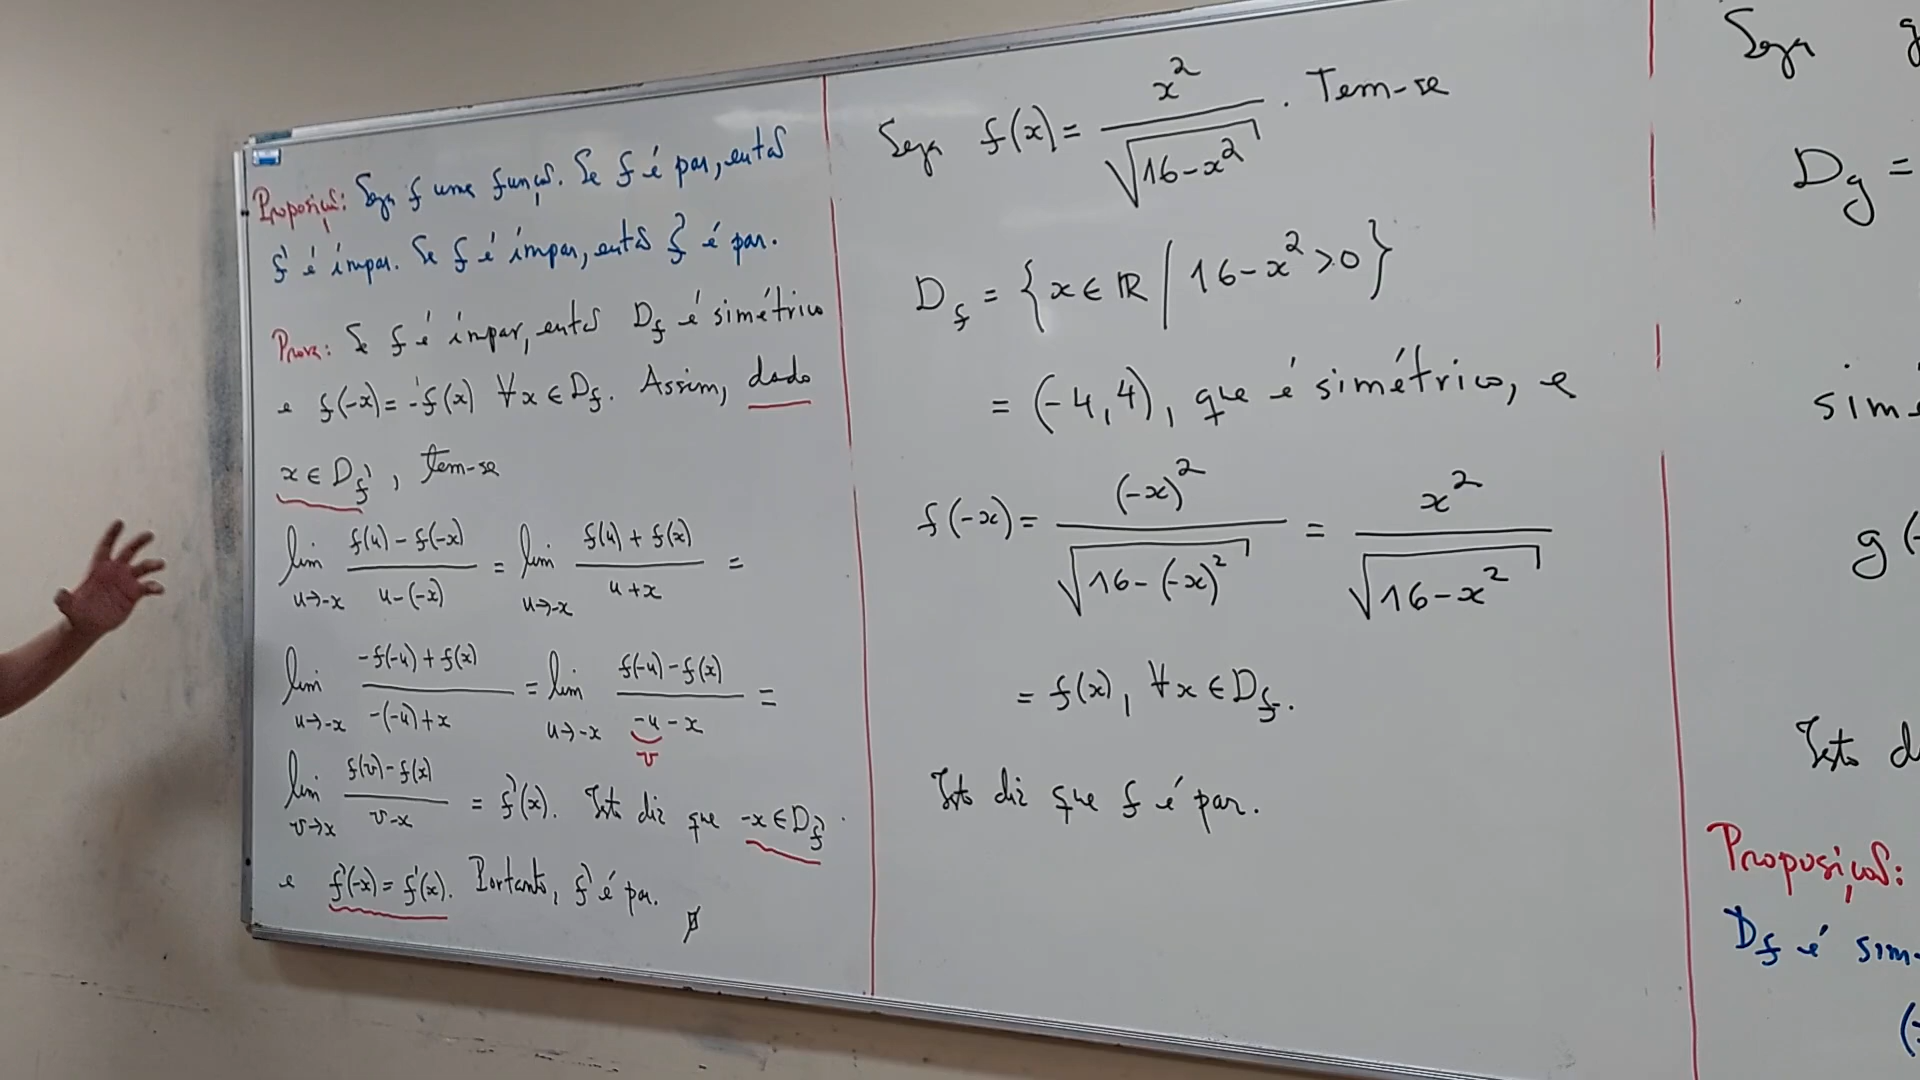 Proposição: Seja f uma função. Se f é par, então
f' é ímpar. Se f é ímpar, então f' é par.
Prova: Se f é ímpar, então D_f é simétrico
e f(-x) = -f(x) ∀x ∈ D_f. Assim, dado
x ∈ D_f', tem-se
lim_{u→-x} (f(u) - f(-x))/(u-(-x)) = lim_{u→-x} (f(u) + f(x))/(u+x) =
lim_{u→-x} (-f(-u) + f(x))/(-(-u)+x) = lim_{u→-x} (f(-u) - f(x))/(-u-x) =
v
lim_{v→x} (f(v) - f(x))/(v-x) = f'(x). Isto diz que -x ∈ D_f'
e f'(-x) = f'(x). Portanto, f' é par.
Seja f(x) = x²/√(16-x²). Tem-se
D_f = {x ∈ ℝ / 16-x² > 0}
= (-4,4), que é simétrico, e
f(-x) = (-x)²/√(16-(-x)²) = x²/√(16-x²)
= f(x), ∀x ∈ D_f.
Isto diz que f é par.
Seja g
D_g =
simé
g(-
Isto d
Proposição:
D_f é sim